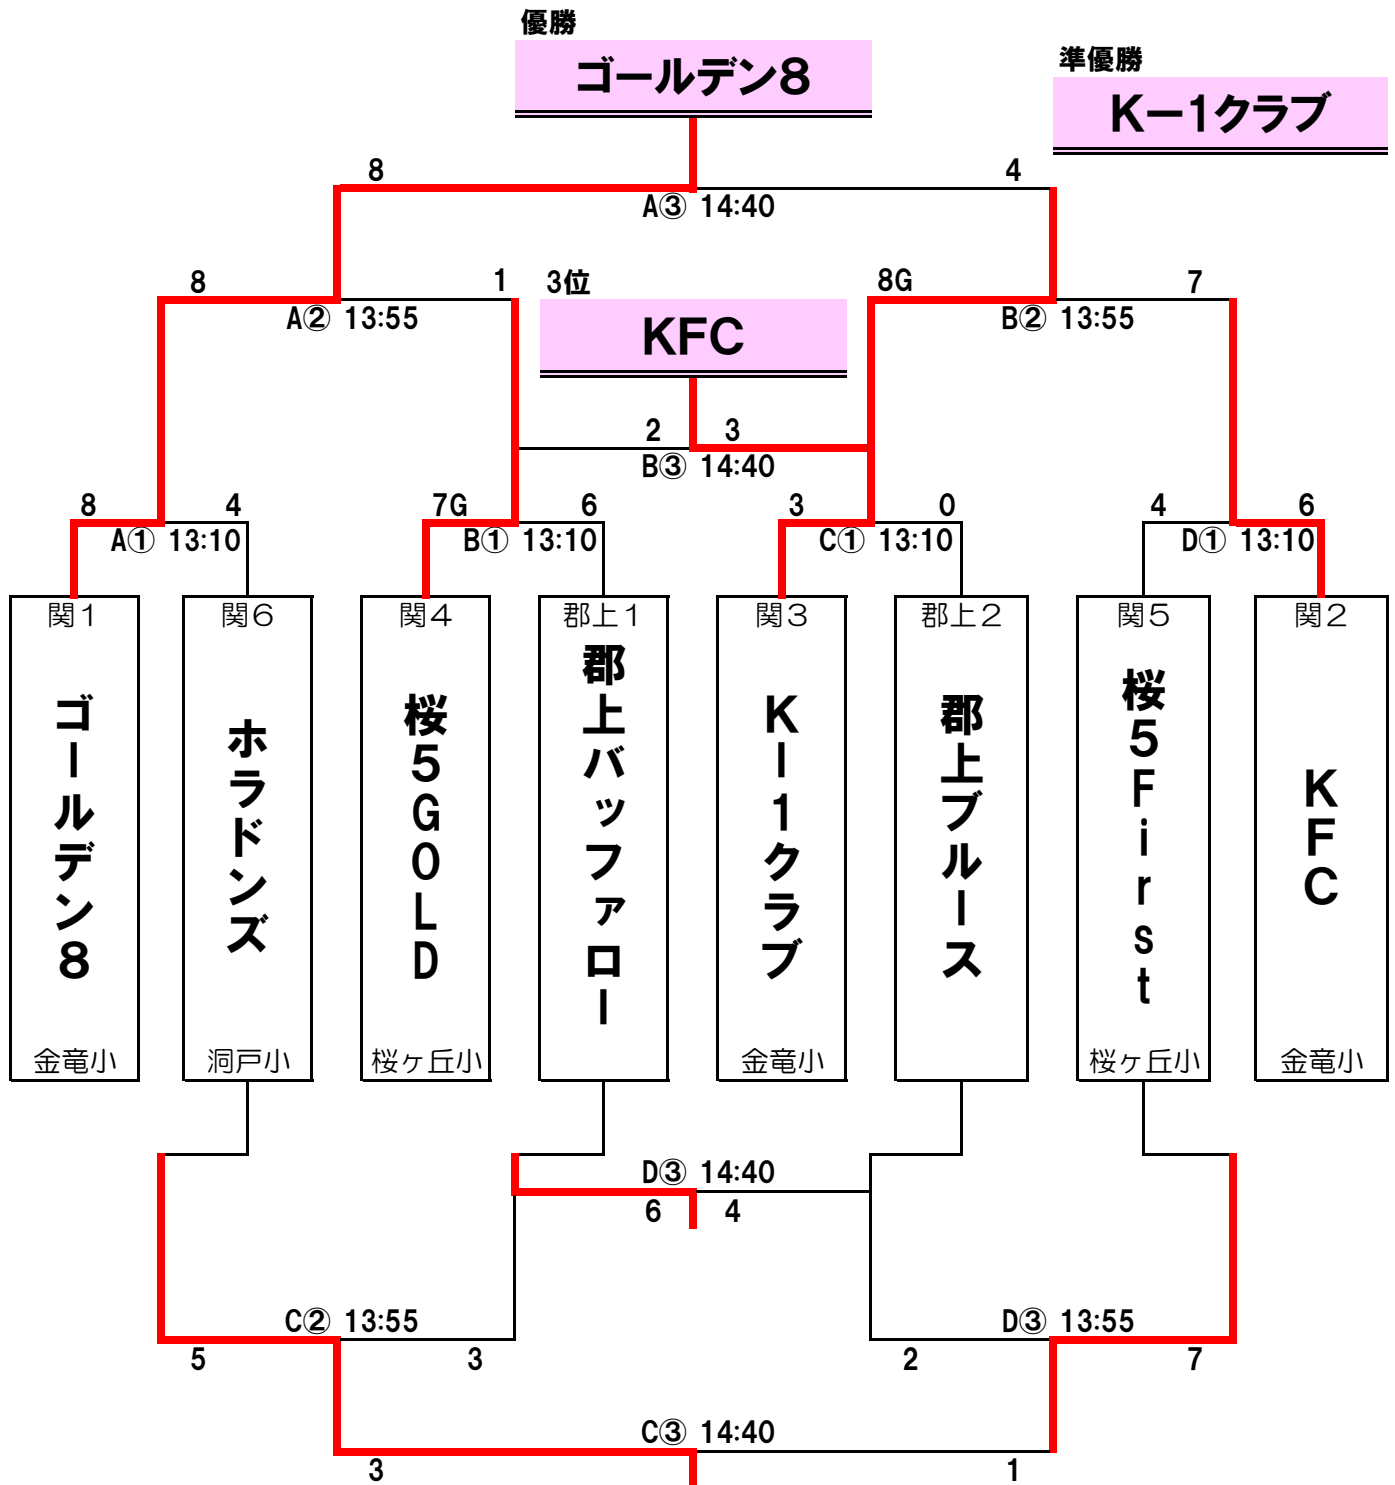 優勝
ゴールデン８
準優勝
Kー1クラブ
8
4
A③ 14:40
8
1
3位
8G
7
A② 13:55
KFC
B② 13:55
2
3
B③ 14:40
8
4
7G
6
3
0
4
6
A① 13:10
B① 13:10
C① 13:10
D① 13:10
関１
関６
関４
郡上１
関３
郡上２
関５
関２
ゴールデン８
ホラドンズ
桜５GOLD
郡上バッファロー
Kー1クラブ
郡上ブルース
桜５First
KFC
金竜小
洞戸小
桜ヶ丘小
金竜小
桜ヶ丘小
金竜小
D③ 14:40
6
4
C② 13:55
D③ 13:55
5
3
2
7
C③ 14:40
3
1